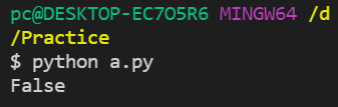 pc@DESKTOP-EC7O5R6 MINGW64 /d
/Practice
$ python a.py
False